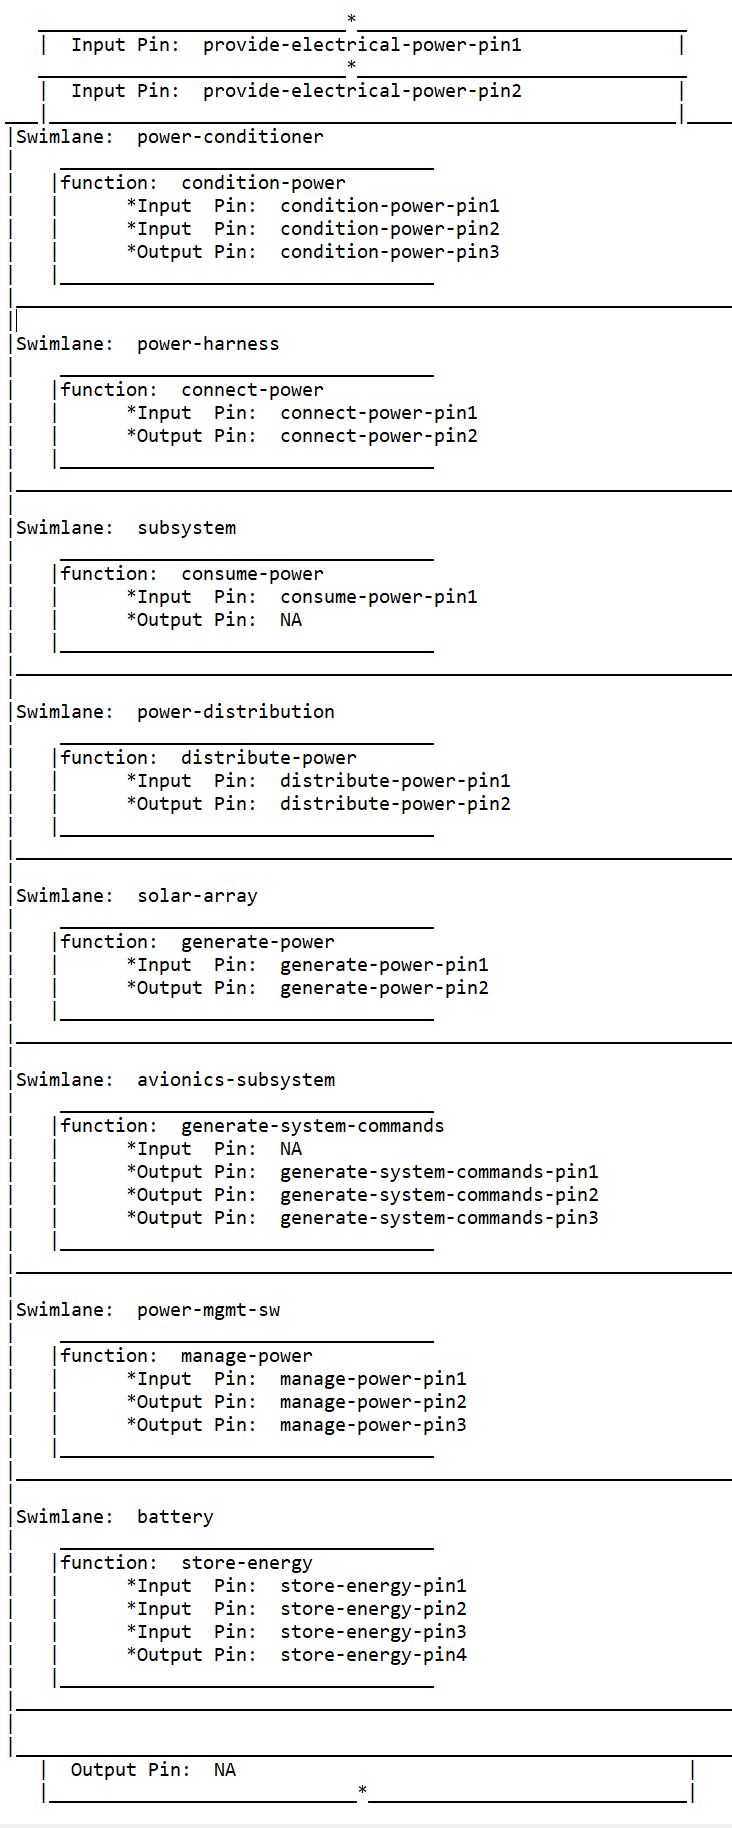 *
Input Pin: provide-electrical-power-pin1
*
Input Pin: provide-electrical-power-pin2
Swimlane: power-conditioner
function: condition-power
*Input Pin: condition-power-pin1
*Input Pin: condition-power-pin2
*Output Pin: condition-power-pin3
Swimlane: power-harness
function: connect-power
*Input Pin: connect-power-pin1
*Output Pin: connect-power-pin2
Swimlane: subsystem
function: consume-power
*Input Pin: consume-power-pin1
*Output Pin: NA
Swimlane: power-distribution
function: distribute-power
*Input Pin: distribute-power-pin1
*Output Pin: distribute-power-pin2
Swimlane: solar-array
function: generate-power
*Input Pin: generate-power-pin1
*Output Pin: generate-power-pin2
Swimlane: avionics-subsystem
function: generate-system-commands
*Input Pin: NA
*Output Pin: generate-system-commands-pin1
*Output Pin: generate-system-commands-pin2
*Output Pin: generate-system-commands-pin3
Swimlane: power-mgmt-sw
function: manage-power
*Input Pin: manage-power-pin1
*Output Pin: manage-power-pin2
*Output Pin: manage-power-pin3
Swimlane: battery
function: store-energy
*Input Pin: store-energy-pin1
*Input Pin: store-energy-pin2
*Input Pin: store-energy-pin3
*Output Pin: store-energy-pin4
Output Pin: NA
*